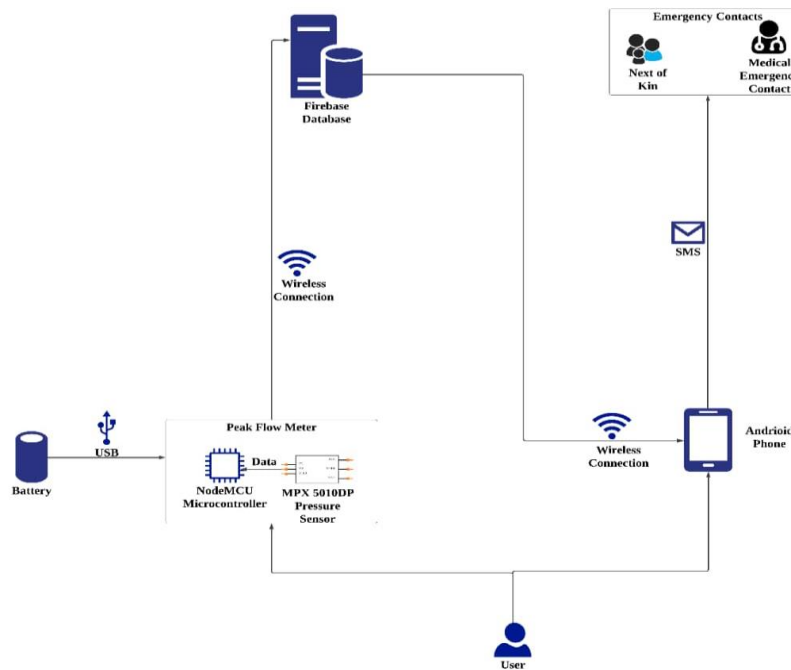 Emergency Contacts
Next of
Kin
Medical
Emergency
Contact
Firebase
Database
SMS
Wireless
Connection
USB
Battery
Peak Flow Meter
Data
NodeMCU
Microcontroller
MPX 5010DP
Pressure
Sensor
Wireless
Connection
Andrioid
Phone
User